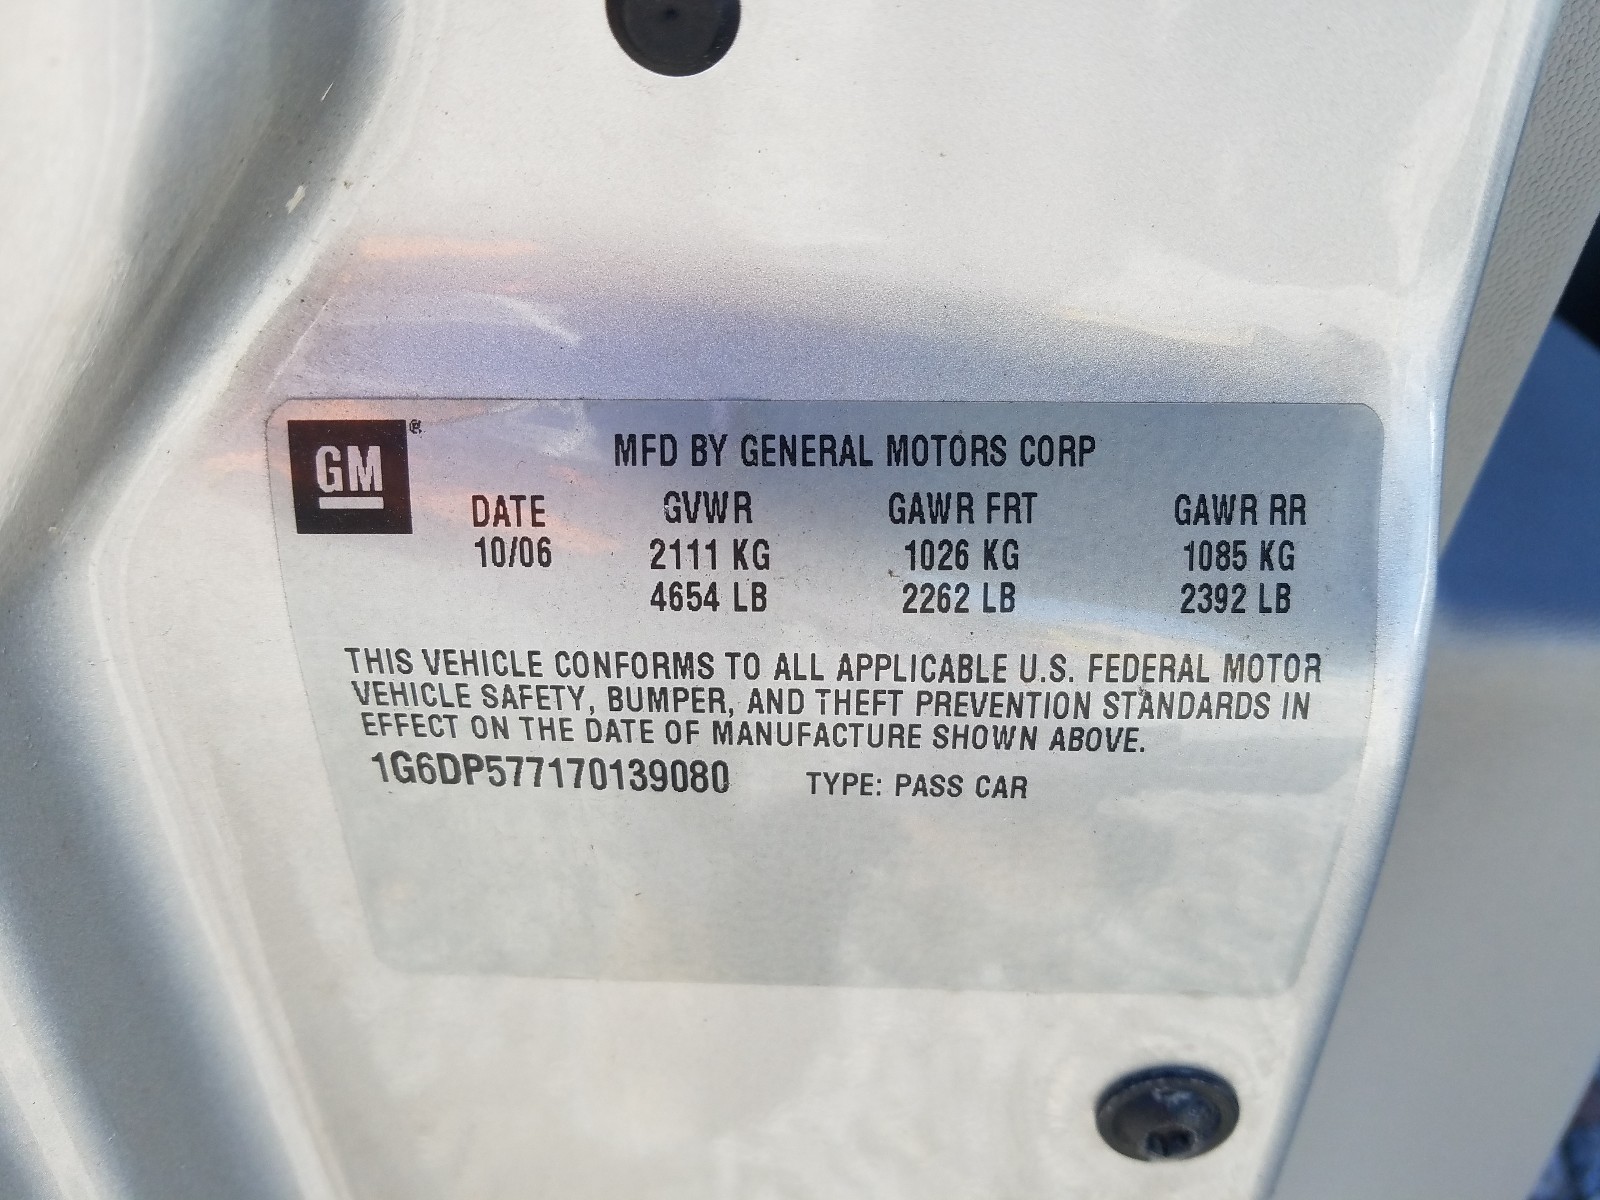 GM®
MFD BY GENERAL MOTORS CORP
DATE GVWR GAWR FRT GAWR RR
10/06 2111 KG 1026 KG 1085 KG
4654 LB 2262 LB 2392 LB
THIS VEHICLE CONFORMS TO ALL APPLICABLE U.S. FEDERAL MOTOR
VEHICLE SAFETY, BUMPER, AND THEFT PREVENTION STANDARDS IN
EFFECT ON THE DATE OF MANUFACTURE SHOWN ABOVE.
1G6DP577170139080 TYPE: PASS CAR